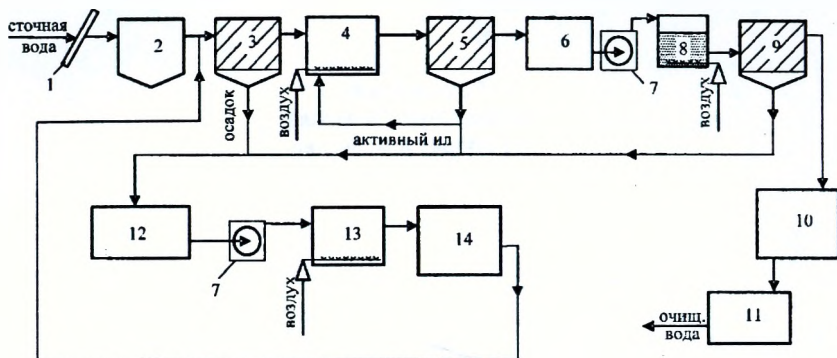 сточная
вода
1
2
3
4
5
6
7
8
9
осадок
воздух
активный ил
воздух
10
11
очищ.
вода
12
7
13
14
воздух